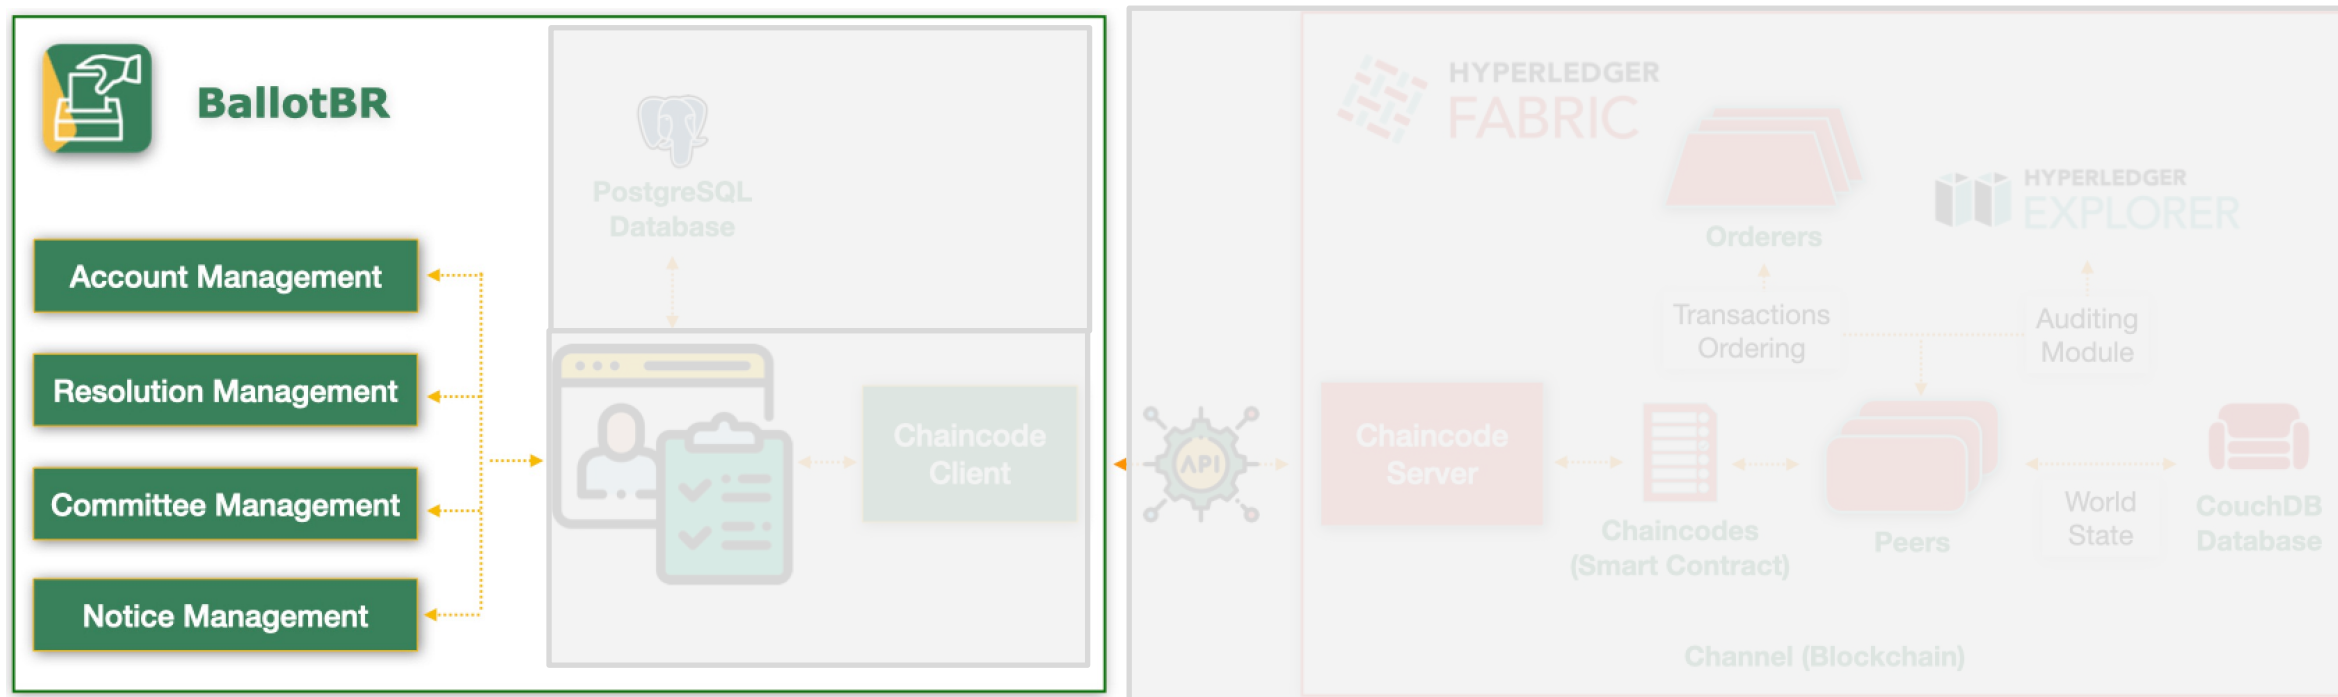 BallotBR
Account Management
Resolution Management
Committee Management
Notice Management
PostgreSQL
Database
Chaincode
Client
API
HYPERLEDGER
FABRIC
Orderers
HYPERLEDGER
EXPLORER
Transactions
Ordering
Auditing
Module
Chaincode
Server
Chaincodes
(Smart Contract)
Peers
World
State
CouchDB
Database
Channel (Blockchain)